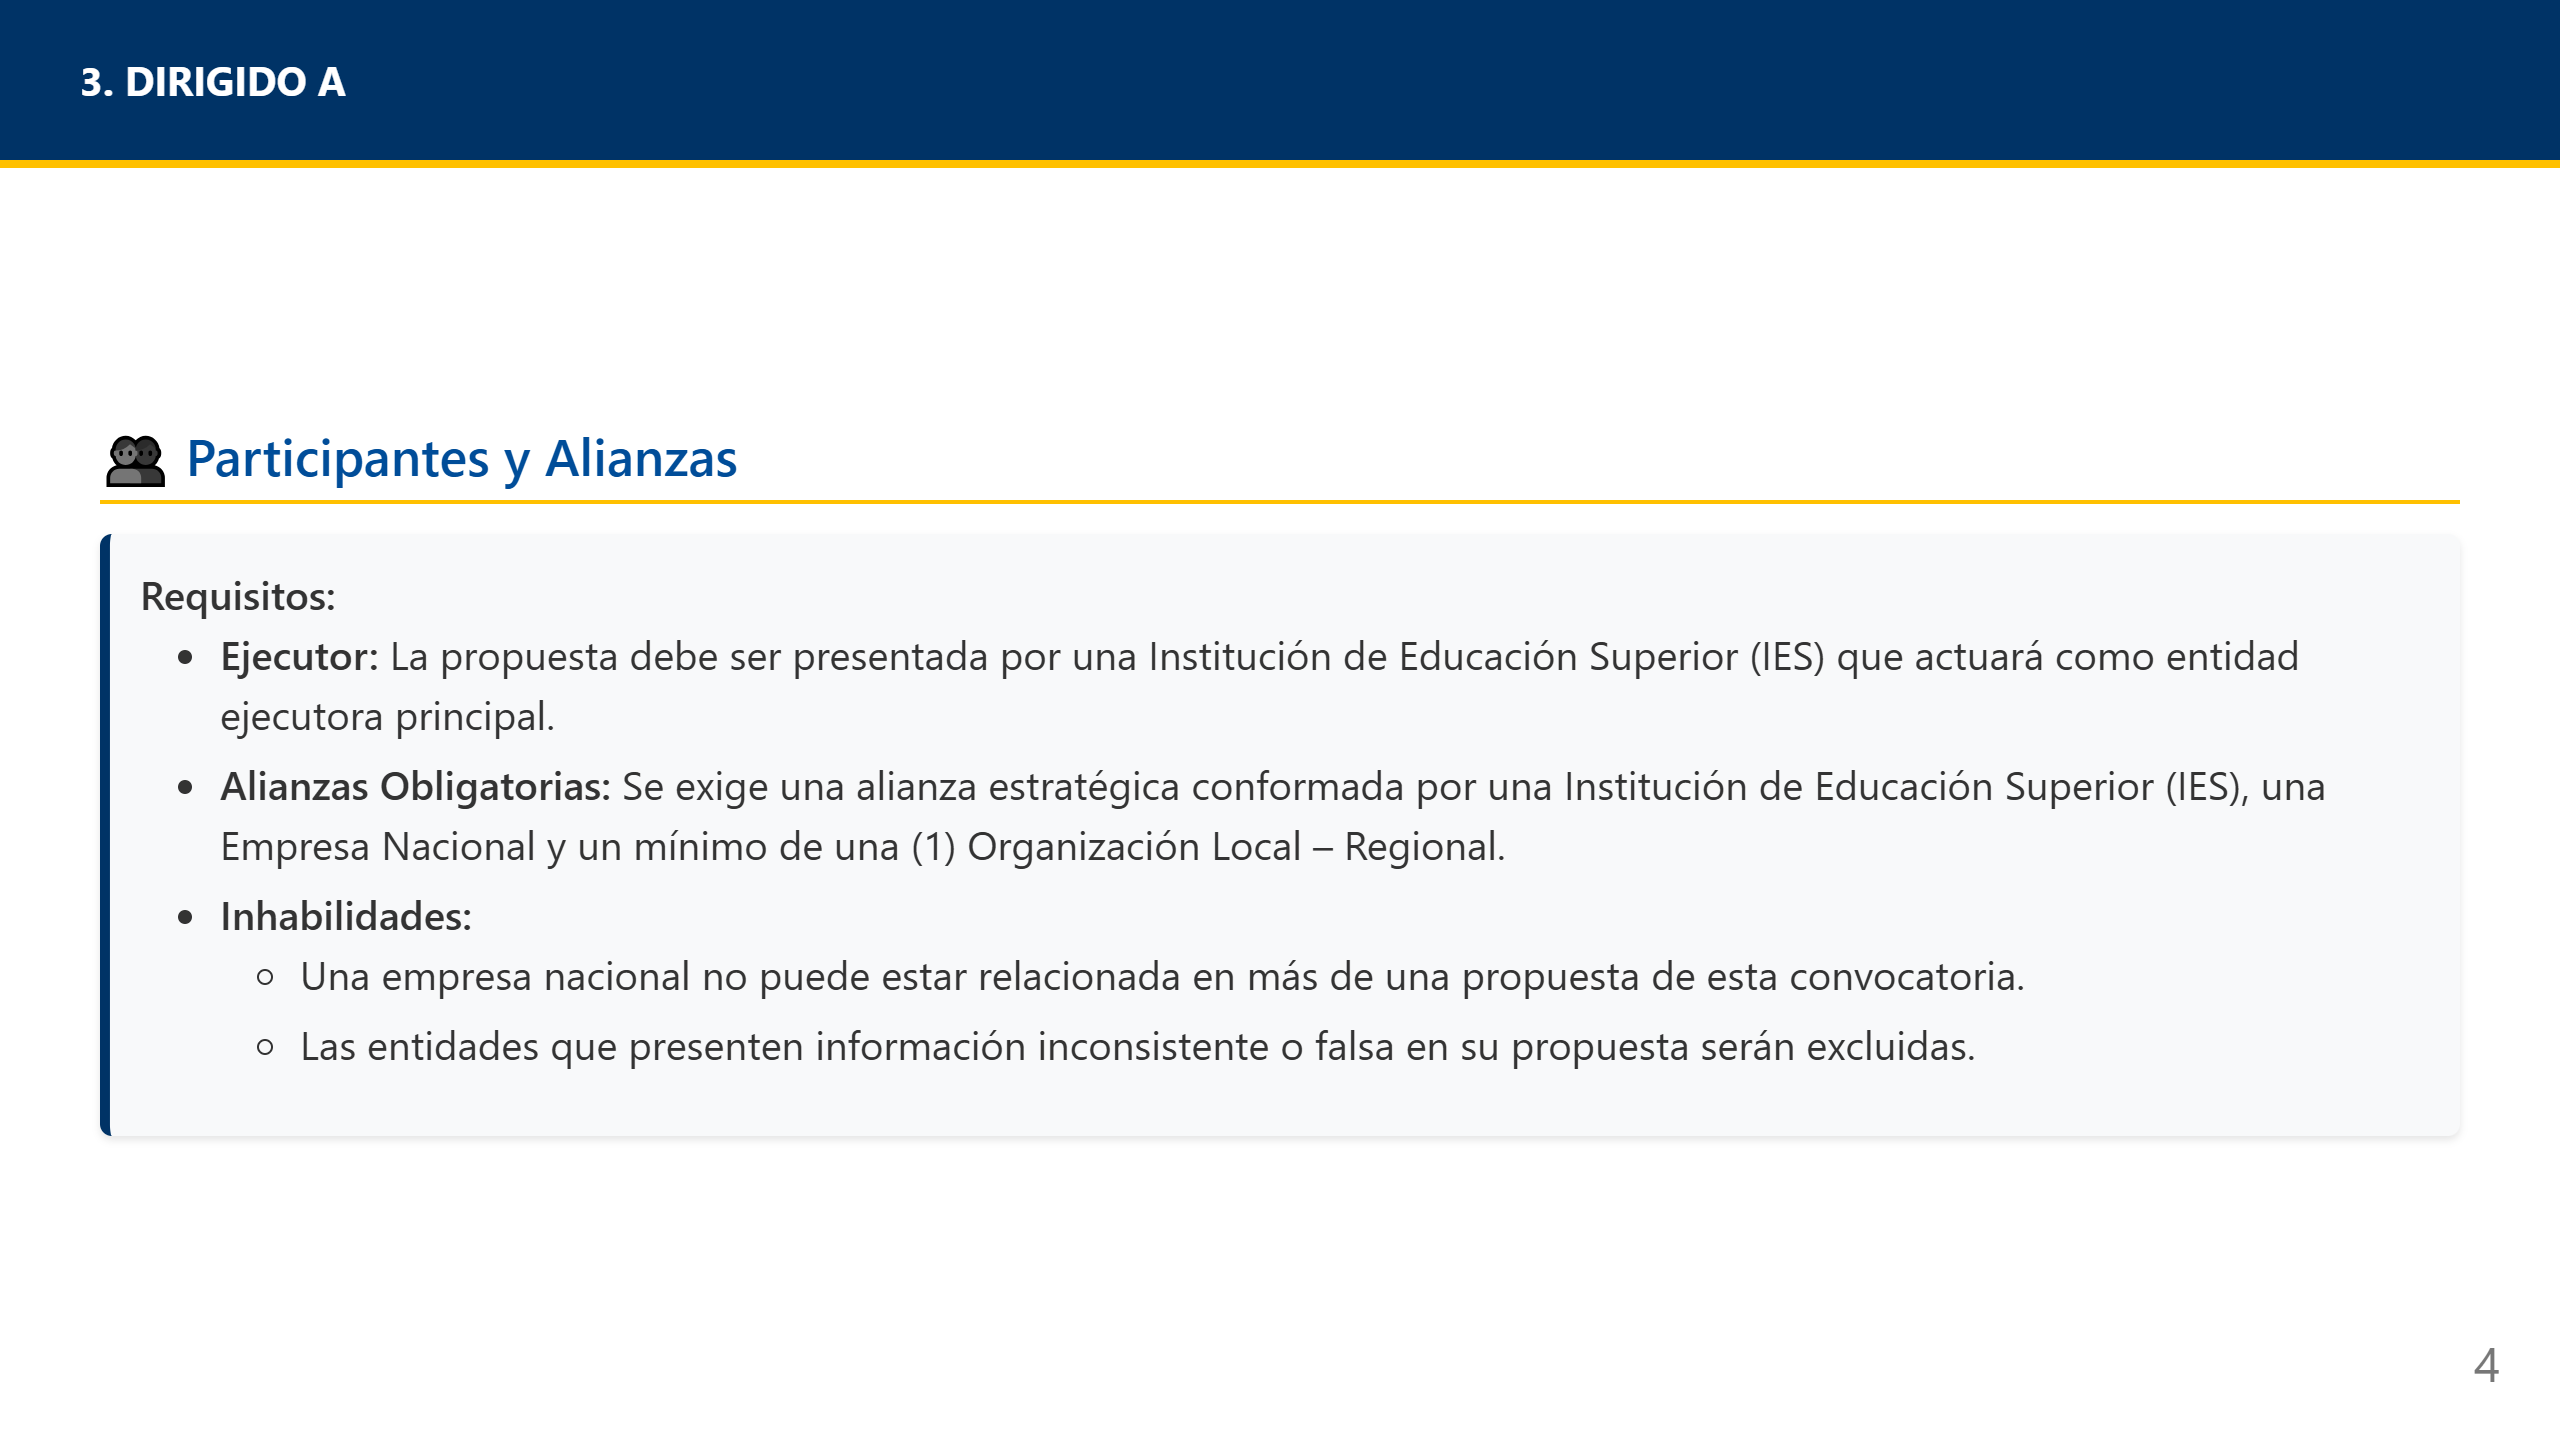 3. DIRIGIDO A
Participantes y Alianzas
Requisitos:
Ejecutor: La propuesta debe ser presentada por una Institución de Educación Superior (IES) que actuará como entidad
ejecutora principal.
Alianzas Obligatorias: Se exige una alianza estratégica conformada por una Institución de Educación Superior (IES), una
Empresa Nacional y un mínimo de una (1) Organización Local – Regional.
Inhabilidades:
Una empresa nacional no puede estar relacionada en más de una propuesta de esta convocatoria.
Las entidades que presenten información inconsistente o falsa en su propuesta serán excluidas.
4